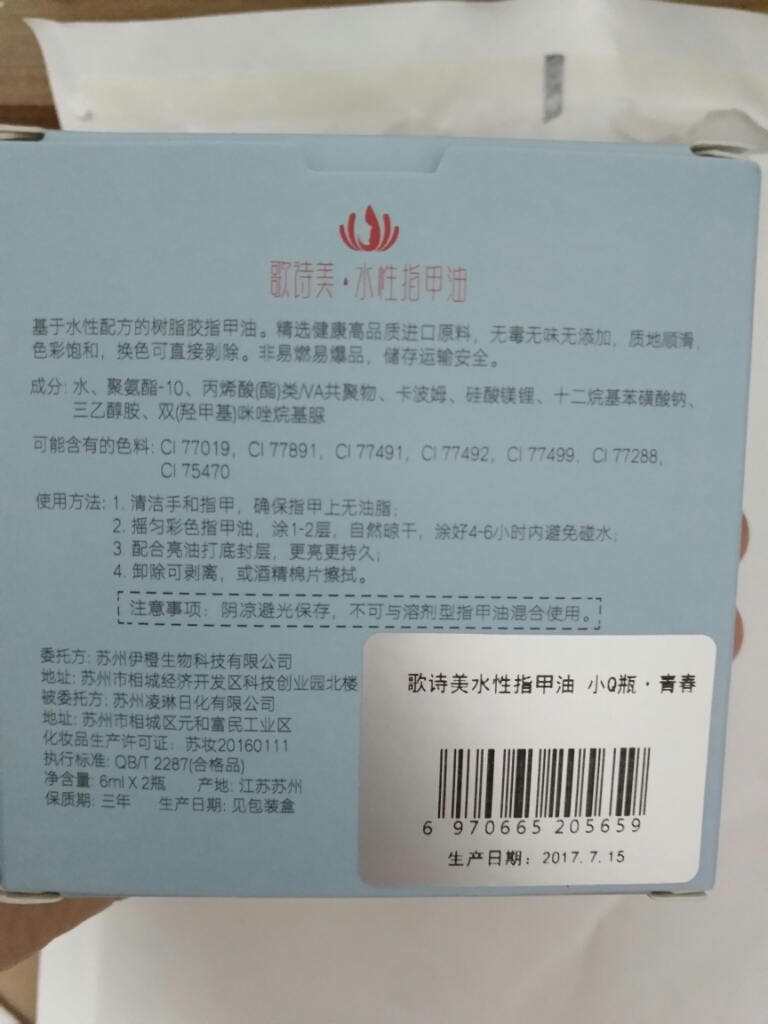 歌诗美·水性指甲油
基于水性配方的树脂胶指甲油。精选健康高品质进口原料，无毒无味无添加，质地顺滑，
色彩饱和，换色可直接剥除。非易燃易爆品，储存运输安全。
成分: 水、聚氨酯-10、丙烯酸(酯)类/VA共聚物、卡波姆、硅酸镁锂、十二烷基苯磺酸钠、
三乙醇胺、双(羟甲基)咪唑烷基脲
可能含有的色料: CI 77019, CI 77891, CI 77491, CI 77492, CI 77499, CI 77288,
CI 75470
使用方法: 1. 清洁手和指甲，确保指甲上无油脂;
2. 摇匀彩色指甲油，涂1-2层，自然晾干，涂好4-6小时内避免碰水;
3. 配合亮油打底封层，更亮更持久;
4. 卸除可剥离，或酒精棉片擦拭。
注意事项: 阴凉避光保存，不可与溶剂型指甲油混合使用。
委托方: 苏州伊橙生物科技有限公司
地址: 苏州市相城经济开发区科技创业园北楼
被委托方: 苏州凌琳日化有限公司
地址: 苏州市相城区元和富民工业区
化妆品生产许可证: 苏妆20160111
执行标准: QB/T 2287(合格品)
净含量: 6ml X 2瓶 产地: 江苏苏州
保质期: 三年 生产日期: 见包装盒
歌诗美水性指甲油 小Q瓶·青春
6 970665 205659
生产日期: 2017.7.15